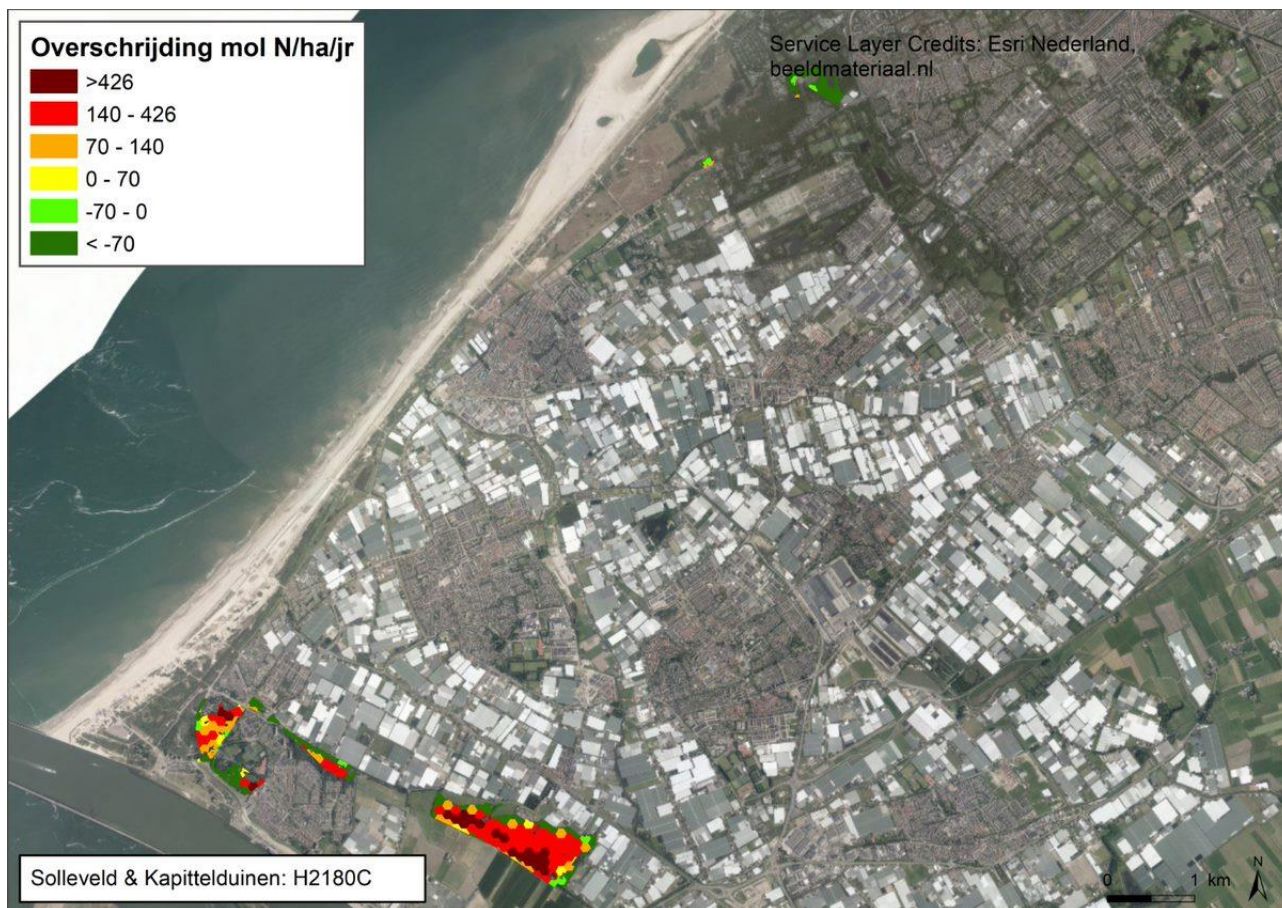 Overschrijding mol N/ha/jr
>426
140 - 426
70 - 140
0 - 70
-70 - 0
< -70
Service Layer Credits: Esri Nederland,
beeldmateriaal.nl
Solleveld & Kapittelduinen: H2180C
0 1 km
N